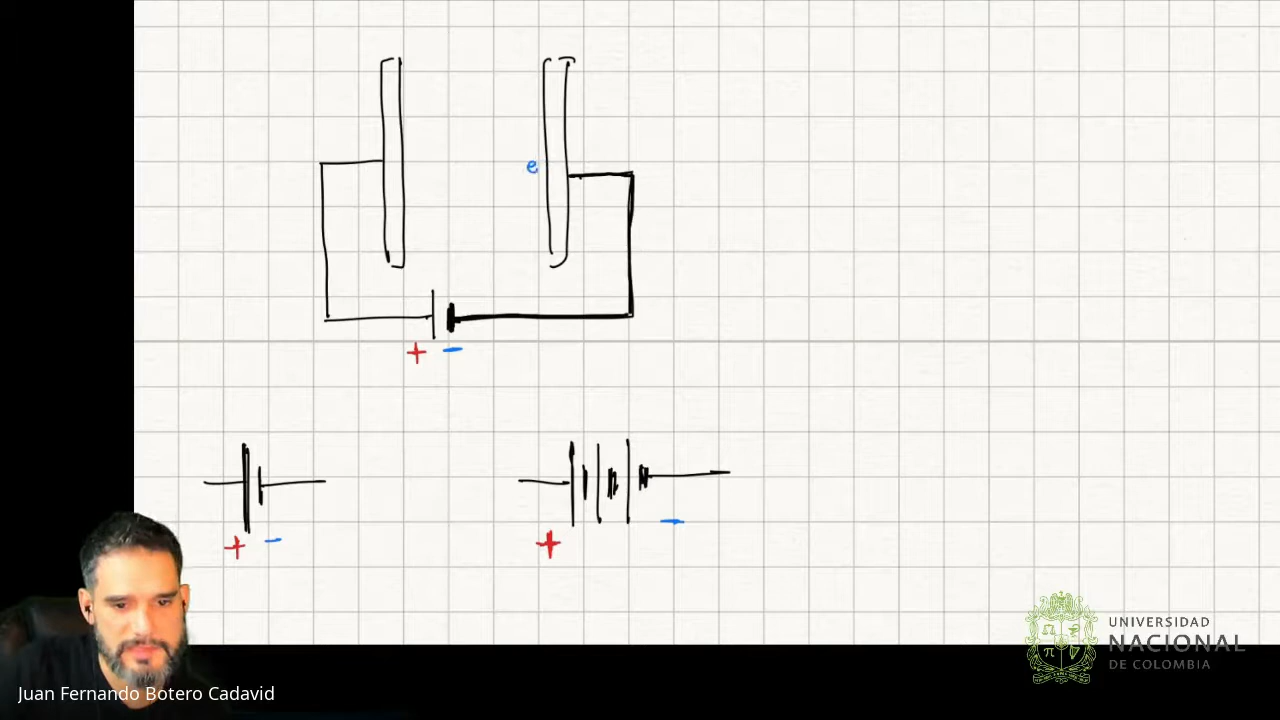 e
+ −
+ −
+ −
UNIVERSIDAD
NACIONAL
DE COLOMBIA
Juan Fernando Botero Cadavid